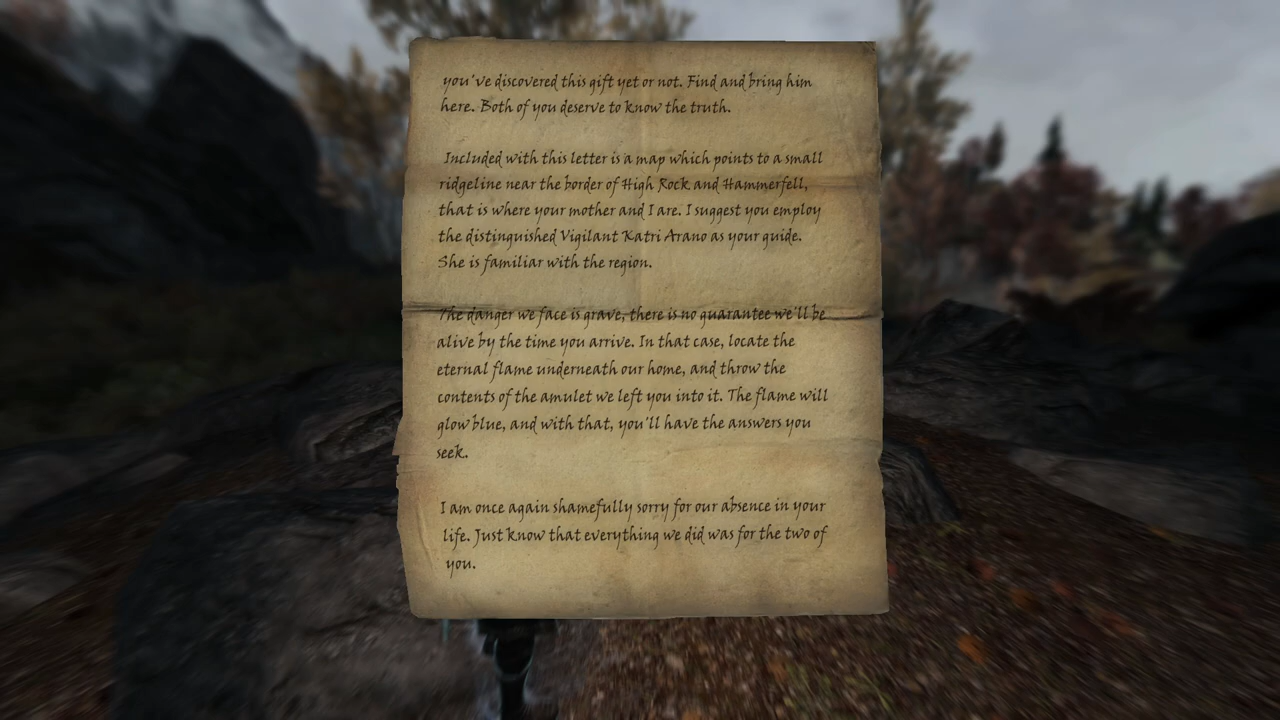 you've discovered this gift yet or not. Find and bring him
here. Both of you deserve to know the truth.
Included with this letter is a map which points to a small
ridgeline near the border of High Rock and Hammerfell,
that is where your mother and I are. I suggest you employ
the distinguished Vigilant Katri Arano as your guide.
She is familiar with the region.
The danger we face is grave, there is no guarantee we'll be
alive by the time you arrive. In that case, locate the
eternal flame underneath our home, and throw the
contents of the amulet we left you into it. The flame will
glow blue, and with that, you'll have the answers you
seek.
I am once again shamefully sorry for our absence in your
life. Just know that everything we did was for the two of
you.